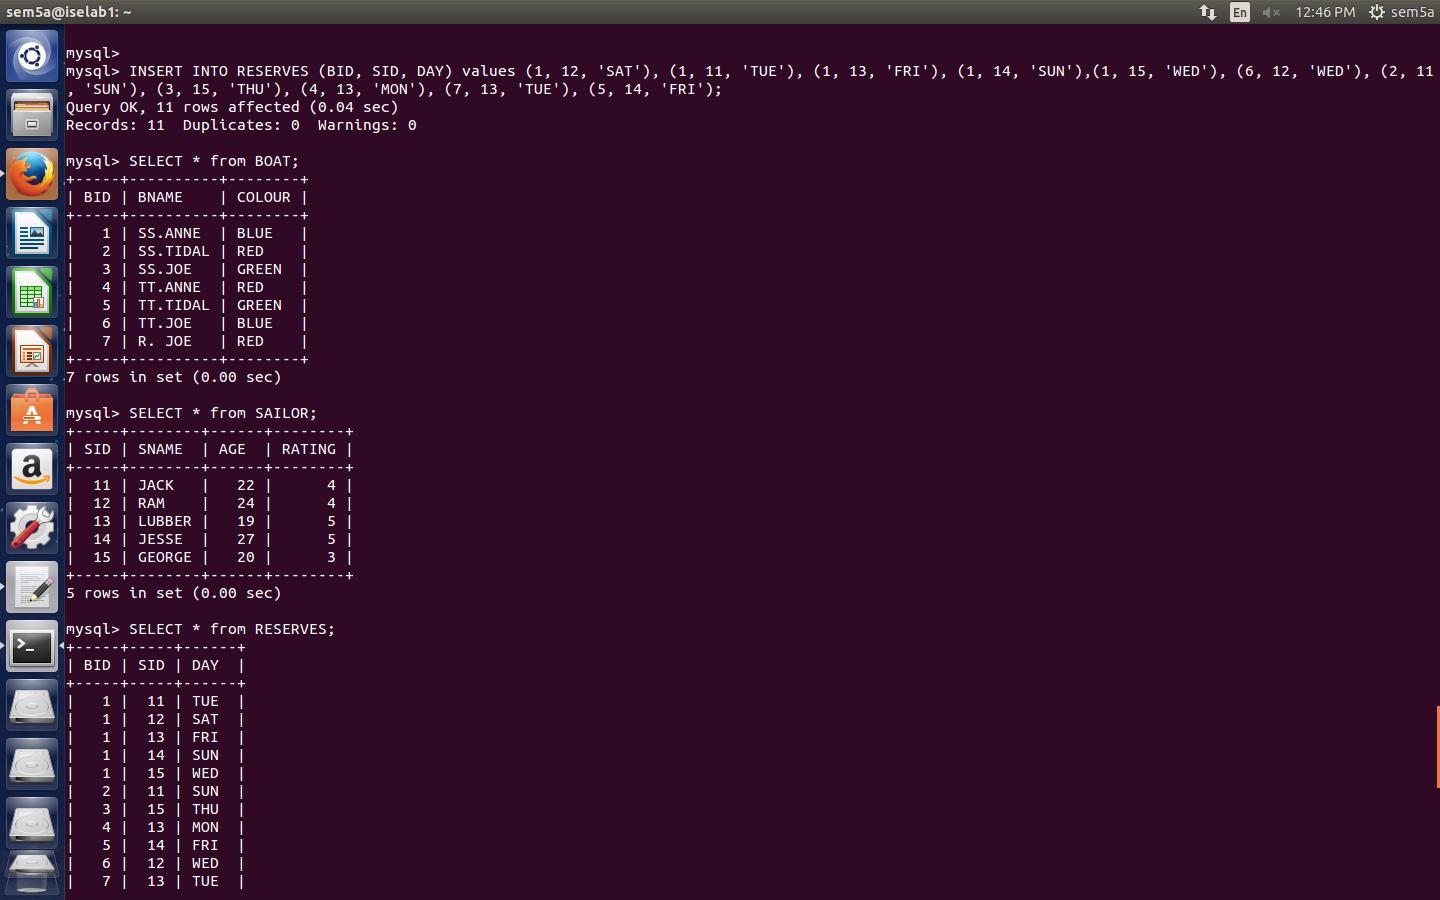 sem5a@iselab1: ~
En
12:46 PM
sem5a
mysql>
mysql> INSERT INTO RESERVES (BID, SID, DAY) values (1, 12, 'SAT'), (1, 11, 'TUE'), (1, 13, 'FRI'), (1, 14, 'SUN'),(1, 15, 'WED'), (6, 12, 'WED'), (2, 11
, 'SUN'), (3, 15, 'THU'), (4, 13, 'MON'), (7, 13, 'TUE'), (5, 14, 'FRI');
Query OK, 11 rows affected (0.04 sec)
Records: 11  Duplicates: 0  Warnings: 0
mysql> SELECT * from BOAT;
+-----+----------+--------+
| BID | BNAME    | COLOUR |
+-----+----------+--------+
|   1 | SS.ANNE  | BLUE   |
|   2 | SS.TIDAL | RED    |
|   3 | SS.JOE   | GREEN  |
|   4 | TT.ANNE  | RED    |
|   5 | TT.TIDAL | GREEN  |
|   6 | TT.JOE   | BLUE   |
|   7 | R. JOE   | RED    |
+-----+----------+--------+
7 rows in set (0.00 sec)
mysql> SELECT * from SAILOR;
+-----+--------+------+--------+
| SID | SNAME  | AGE  | RATING |
+-----+--------+------+--------+
|  11 | JACK   |   22 |      4 |
|  12 | RAM    |   24 |      4 |
|  13 | LUBBER |   19 |      5 |
|  14 | JESSE  |   27 |      5 |
|  15 | GEORGE |   20 |      3 |
+-----+--------+------+--------+
5 rows in set (0.00 sec)
mysql> SELECT * from RESERVES;
+-----+-----+------+
| BID | SID | DAY  |
+-----+-----+------+
|   1 |  11 | TUE  |
|   1 |  12 | SAT  |
|   1 |  13 | FRI  |
|   1 |  14 | SUN  |
|   1 |  15 | WED  |
|   2 |  11 | SUN  |
|   3 |  15 | THU  |
|   4 |  13 | MON  |
|   5 |  14 | FRI  |
|   6 |  12 | WED  |
|   7 |  13 | TUE  |